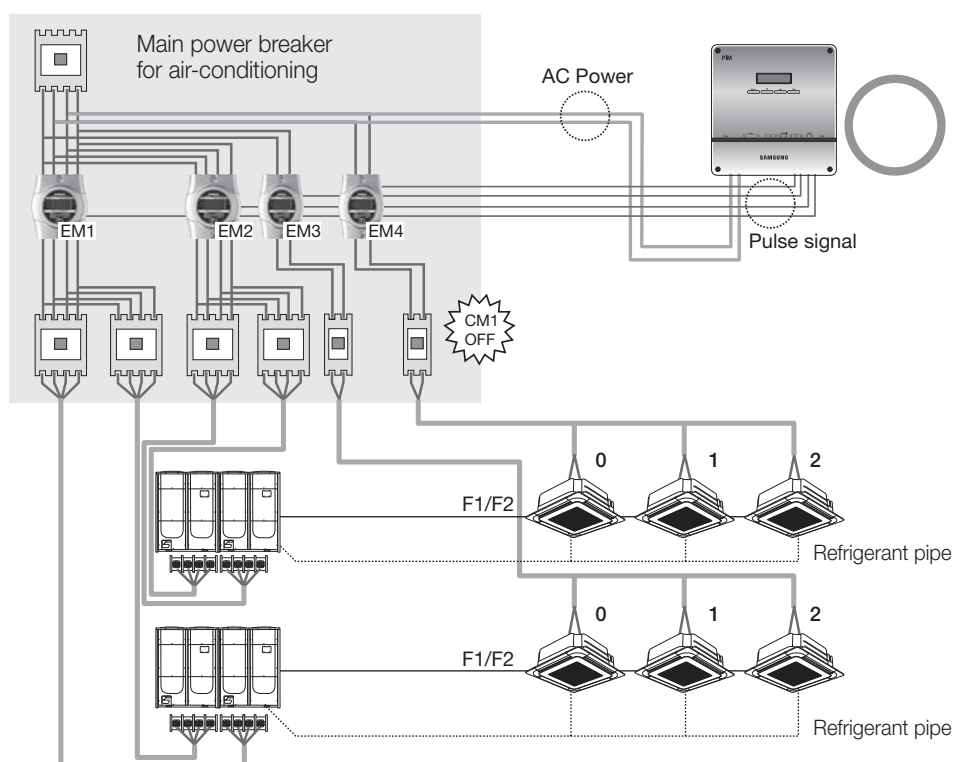 Main power breaker
for air-conditioning
AC Power
PIM
SAMSUNG
EM1
EM2
EM3
EM4
Pulse signal
CM1
OFF
0
1
2
F1/F2
Refrigerant pipe
0
1
2
F1/F2
Refrigerant pipe